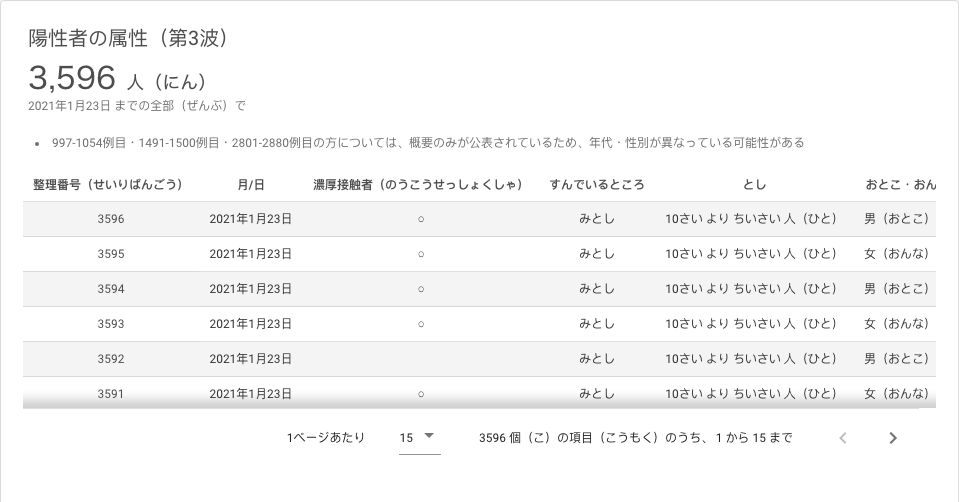 陽性者の属性（第3波）
3,596 人（にん）
2021年1月23日 までの全部（ぜんぶ）で
• 997-1054例目・1491-1500例目・2801-2880例目の方については、概要のみが公表されているため、年代・性別が異なっている可能性がある
整理番号（せいりばんごう） 月/日 濃厚接触者（のうこうせっしょくしゃ） すんでいるところ とし おとこ・おん
3596 2021年1月23日 ○ みとし 10さい より ちいさい 人（ひと） 男（おとこ）
3595 2021年1月23日 ○ みとし 10さい より ちいさい 人（ひと） 女（おんな）
3594 2021年1月23日 ○ みとし 10さい より ちいさい 人（ひと） 男（おとこ）
3593 2021年1月23日 ○ みとし 10さい より ちいさい 人（ひと） 女（おんな）
3592 2021年1月23日 みとし 10さい より ちいさい 人（ひと） 男（おとこ）
3591 2021年1月23日 ○ みとし 10さい より ちいさい 人（ひと） 女（おんな）
1ページあたり 15 3596 個（こ）の項目（こうもく）のうち、1 から 15 まで